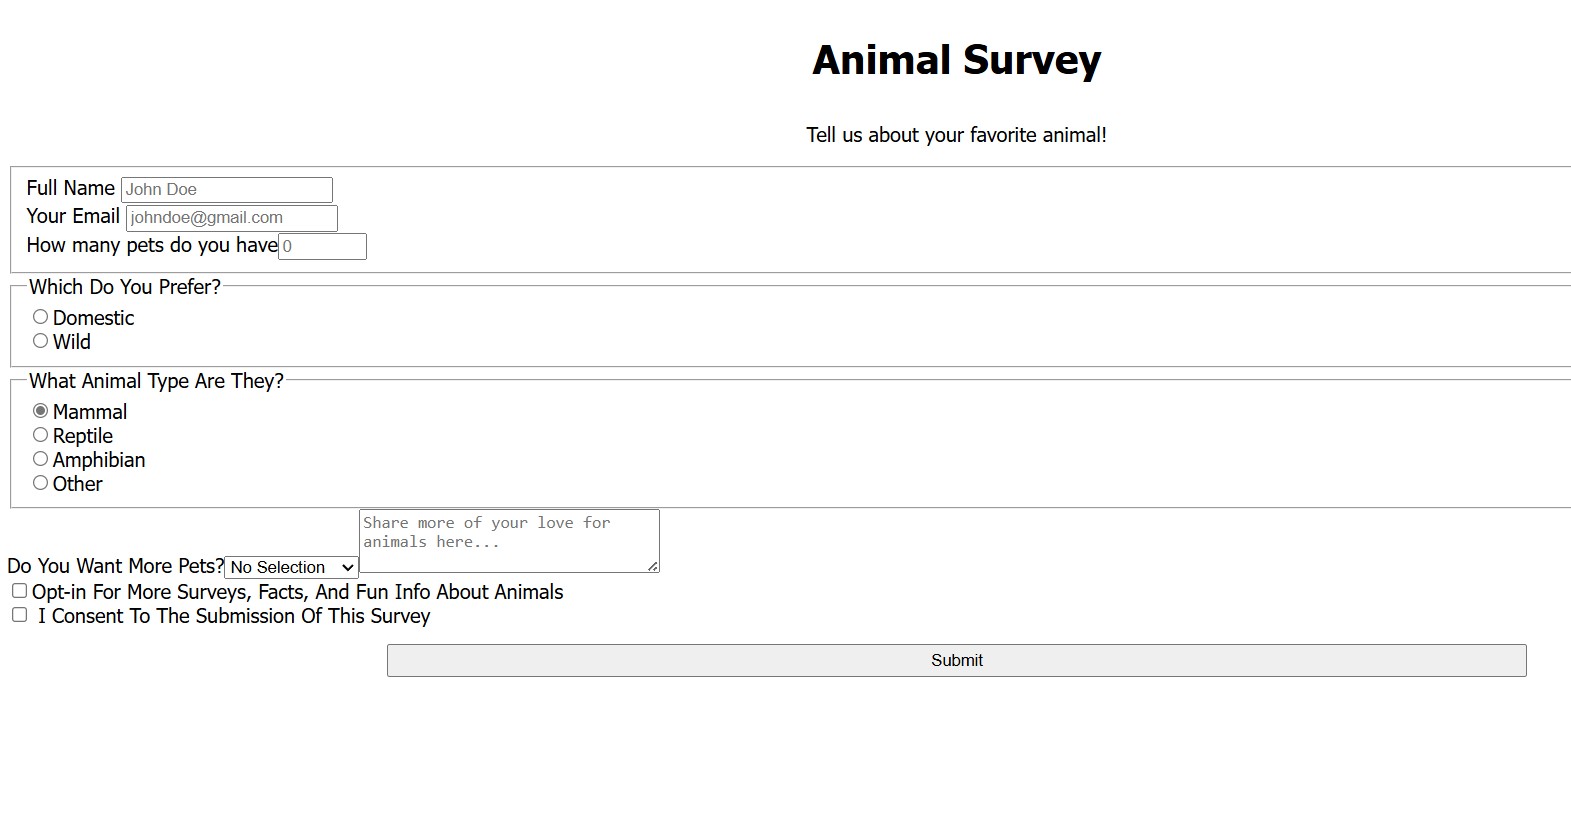 Animal Survey
Tell us about your favorite animal!
Full Name John Doe
Your Email johndoe@gmail.com
How many pets do you have 0
Which Do You Prefer?
Domestic
Wild
What Animal Type Are They?
Mammal
Reptile
Amphibian
Other
Share more of your love for
animals here...
Do You Want More Pets? No Selection
Opt-in For More Surveys, Facts, And Fun Info About Animals
I Consent To The Submission Of This Survey
Submit